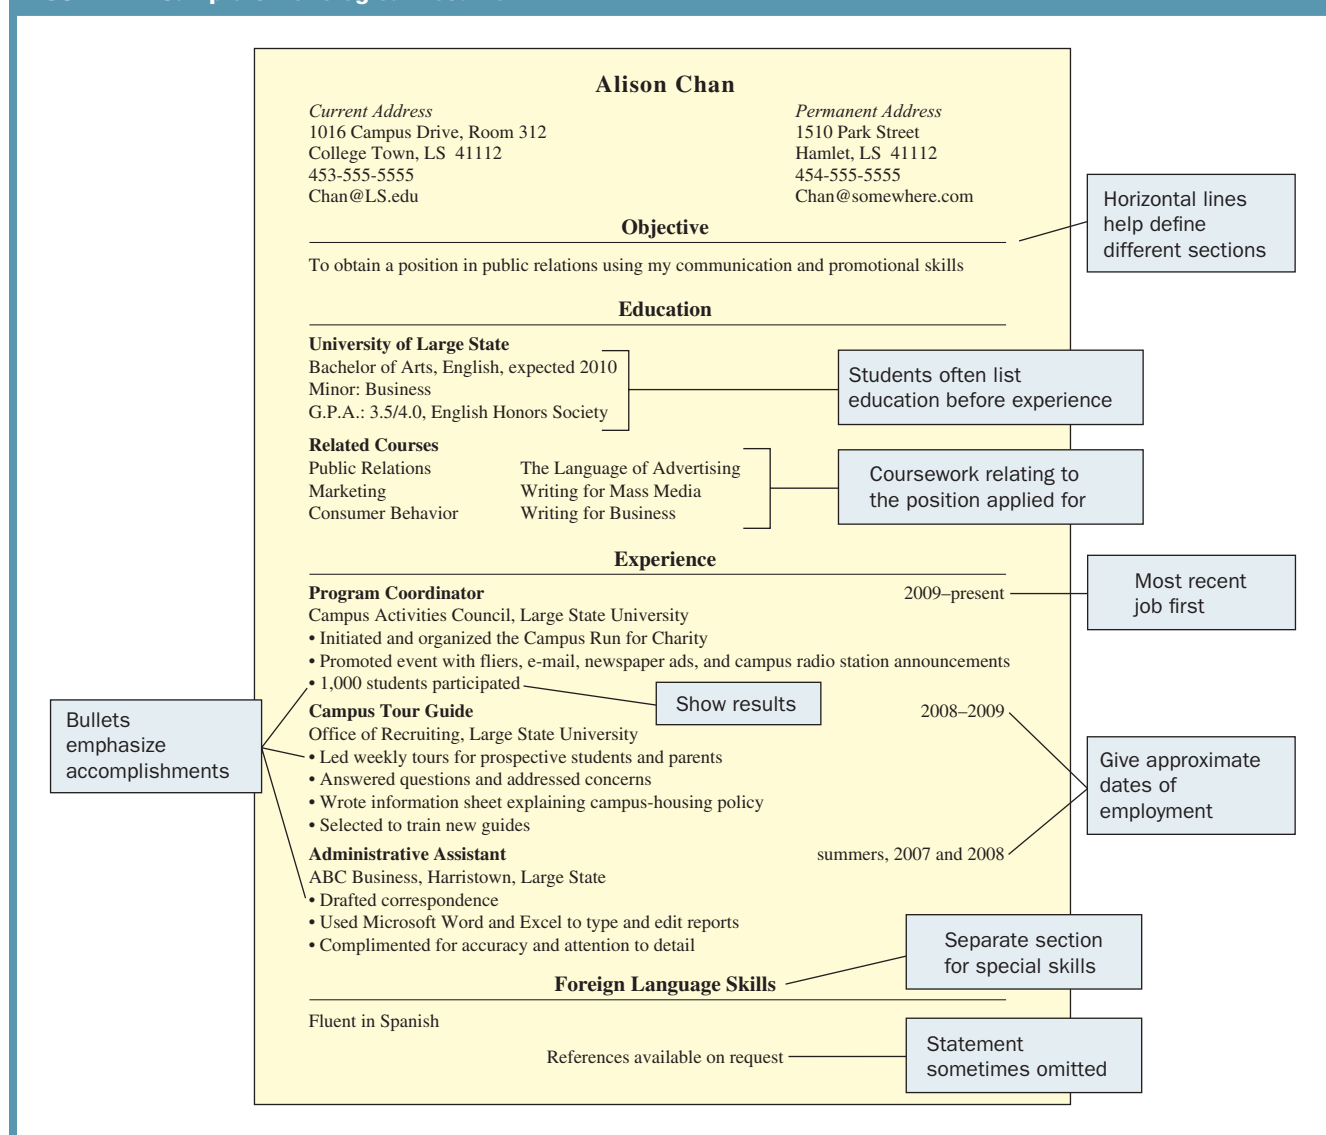 Alison Chan
Current Address
1016 Campus Drive, Room 312
College Town, LS 41112
453-555-5555
Chan@LS.edu
Permanent Address
1510 Park Street
Hamlet, LS 41112
454-555-5555
Chan@somewhere.com
Horizontal lines
help define
different sections
Objective
To obtain a position in public relations using my communication and promotional skills
Education
University of Large State
Bachelor of Arts, English, expected 2010
Minor: Business
G.P.A.: 3.5/4.0, English Honors Society
Students often list
education before experience
Related Courses
Public Relations
The Language of Advertising
Marketing
Writing for Mass Media
Consumer Behavior
Writing for Business
Coursework relating to
the position applied for
Experience
Program Coordinator
2009–present
Most recent
job first
Campus Activities Council, Large State University
• Initiated and organized the Campus Run for Charity
• Promoted event with fliers, e-mail, newspaper ads, and campus radio station announcements
• 1,000 students participated
Show results
Bullets
emphasize
accomplishments
Campus Tour Guide
2008–2009
Office of Recruiting, Large State University
• Led weekly tours for prospective students and parents
• Answered questions and addressed concerns
• Wrote information sheet explaining campus-housing policy
• Selected to train new guides
Give approximate
dates of
employment
Administrative Assistant
summers, 2007 and 2008
ABC Business, Harristown, Large State
• Drafted correspondence
• Used Microsoft Word and Excel to type and edit reports
• Complimented for accuracy and attention to detail
Separate section
for special skills
Foreign Language Skills
Fluent in Spanish
References available on request
Statement
sometimes omitted